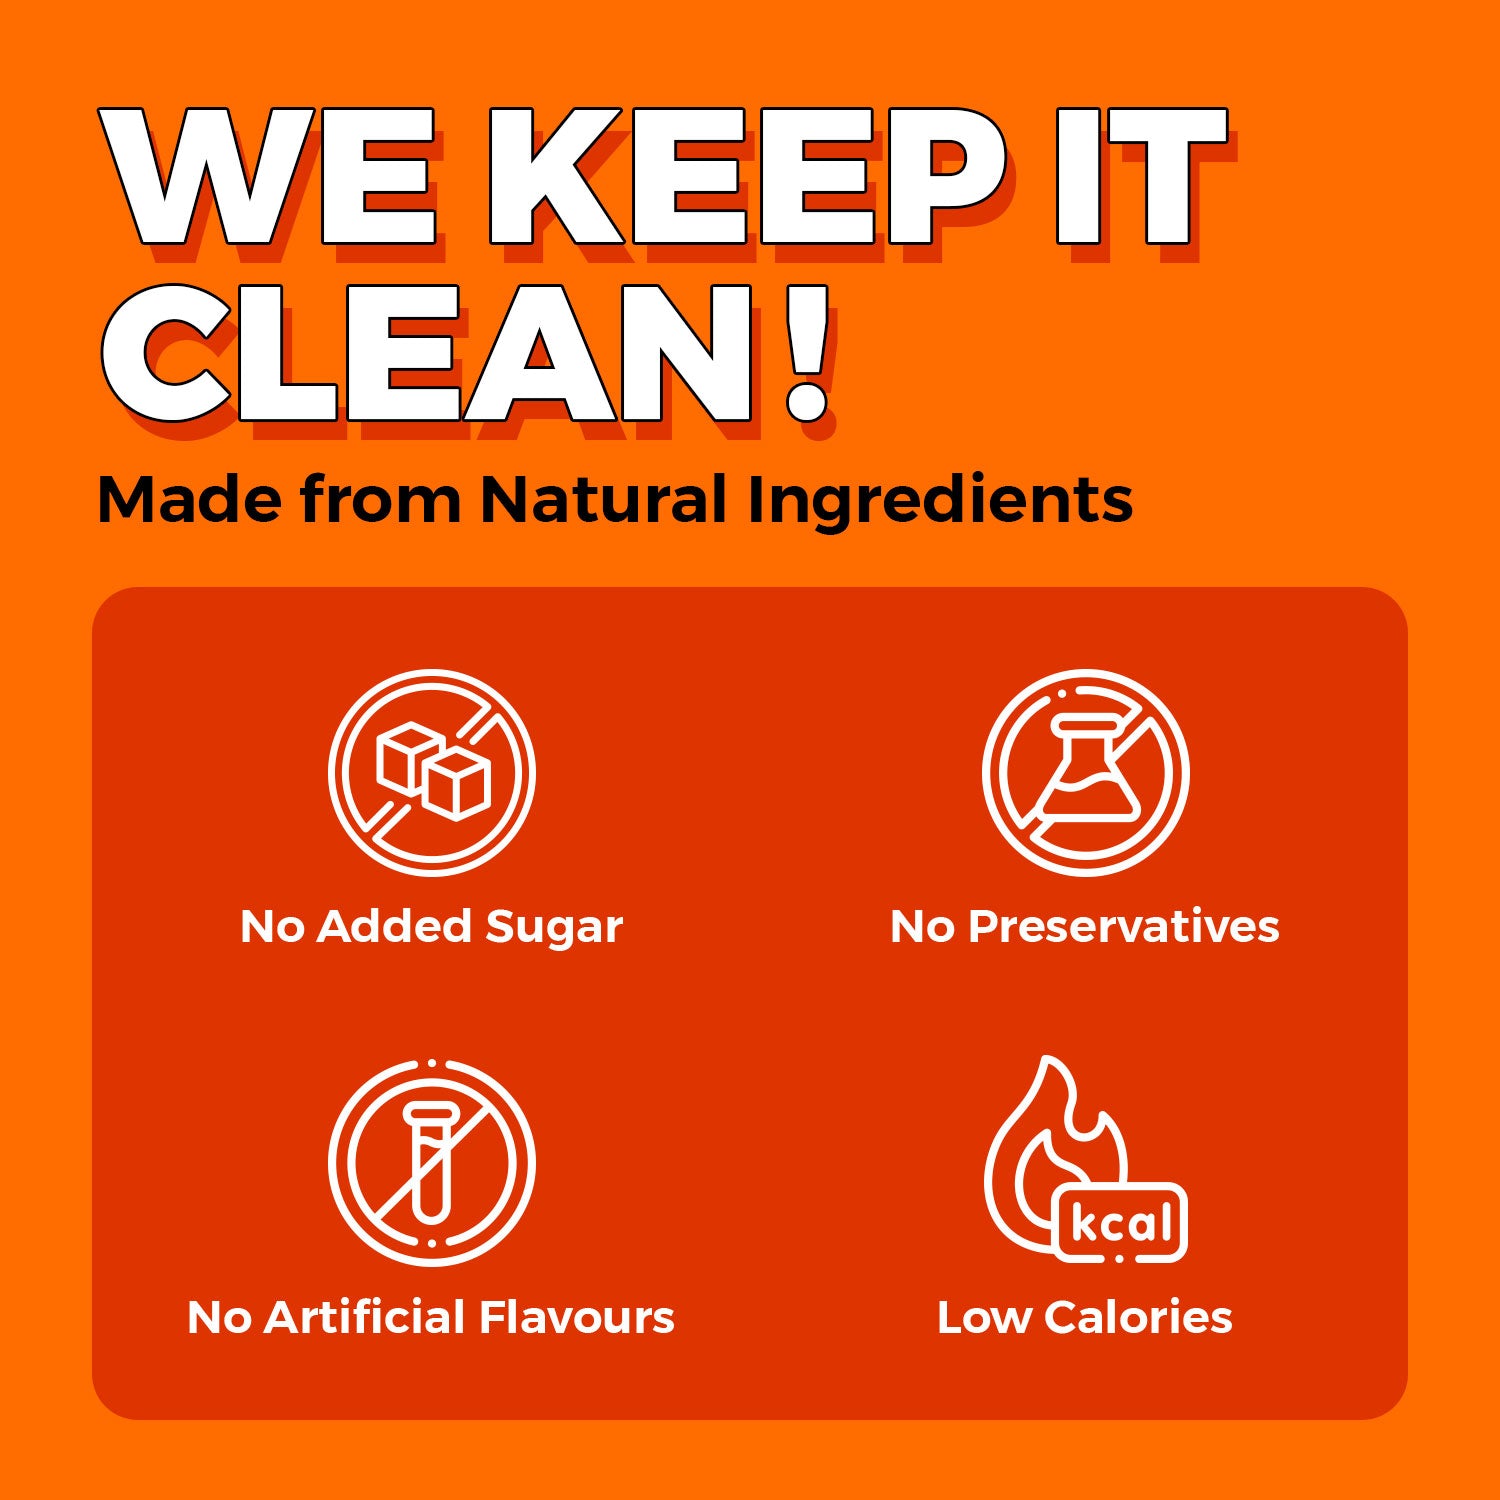 WE KEEP IT
CLEAN!
Made from Natural Ingredients
No Added Sugar
No Preservatives
No Artificial Flavours
kcal
Low Calories